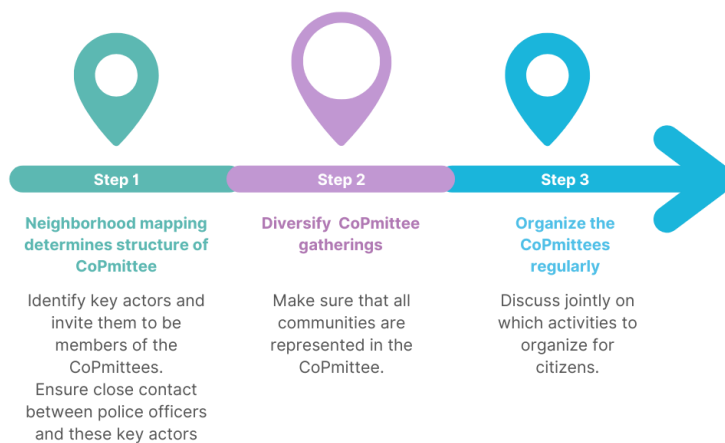 Step 1
Step 2
Step 3
Neighborhood mapping
determines structure of
CoPmittee
Identify key actors and
invite them to be
members of the
CoPmittees.
Ensure close contact
between police officers
and these key actors
Diversify CoPmittee
gatherings
Make sure that all
communities are
represented in the
CoPmittee.
Organize the
CoPmittees
regularly
Discuss jointly on
which activities to
organize for
citizens.